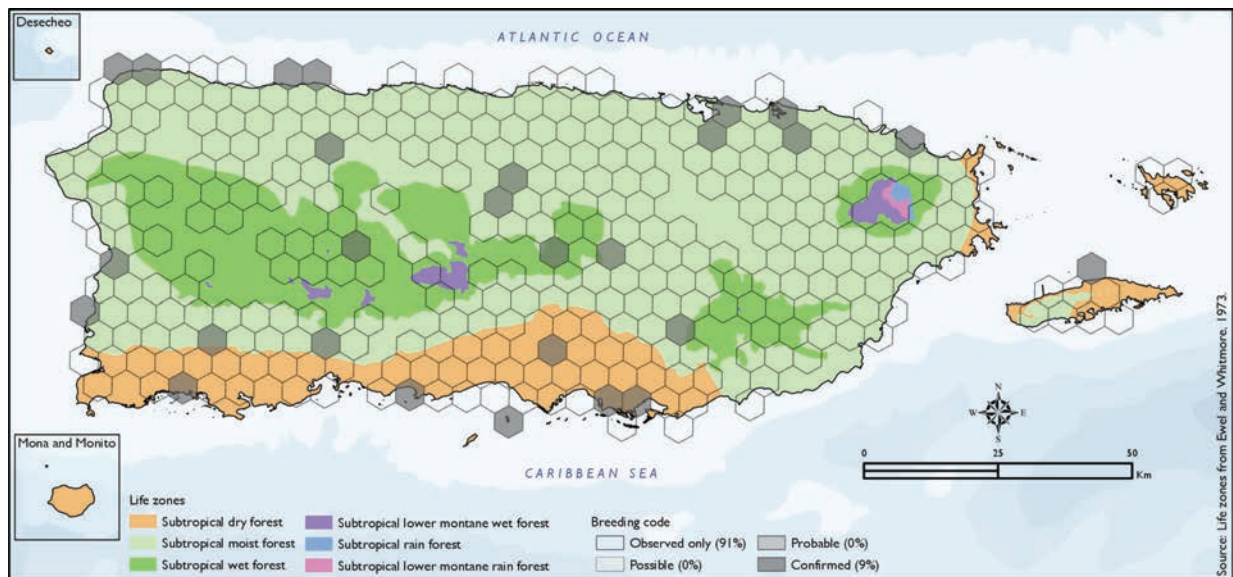 Desecheo
ATLANTIC OCEAN
Mona and Monito
CARIBBEAN SEA
N
W E
S
0 25 50
Km
Life zones
Subtropical dry forest
Subtropical moist forest
Subtropical wet forest
Subtropical lower montane wet forest
Subtropical rain forest
Subtropical lower montane rain forest
Breeding code
Observed only (91%)
Possible (0%)
Probable (0%)
Confirmed (9%)
Source: Life zones from Ewel and Whitmore, 1973.